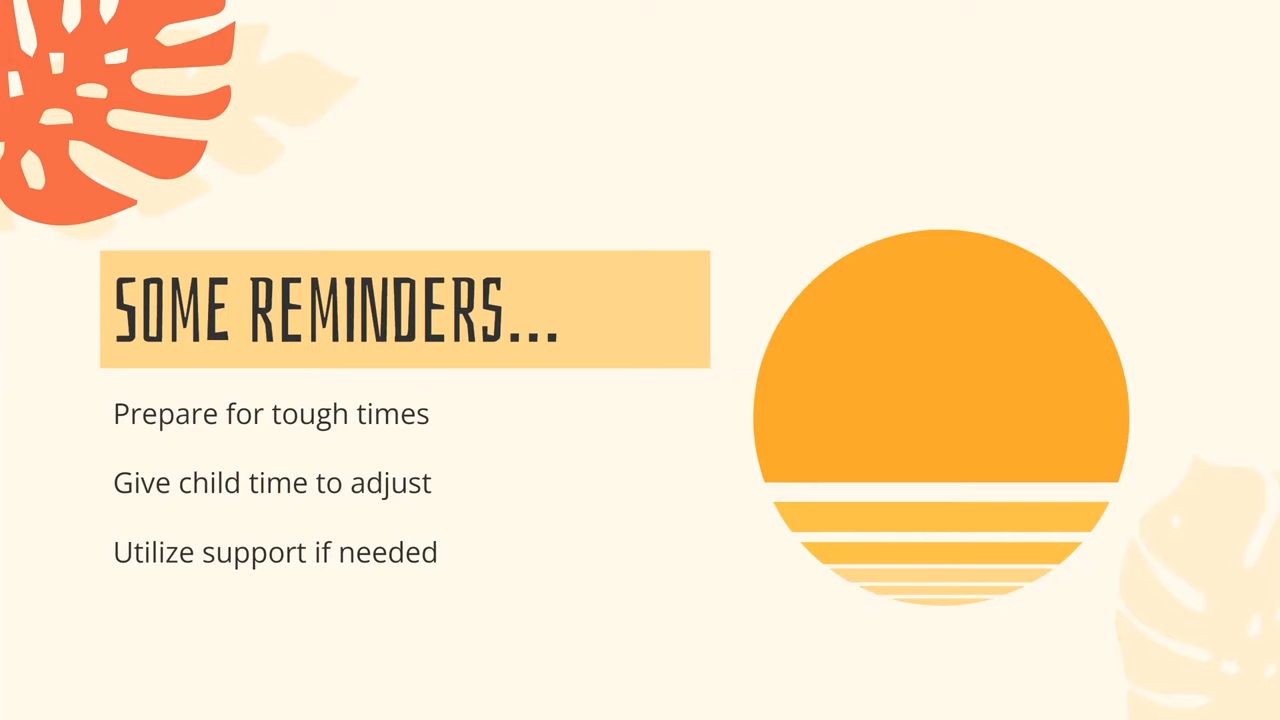 SOME REMINDERS...
Prepare for tough times
Give child time to adjust
Utilize support if needed